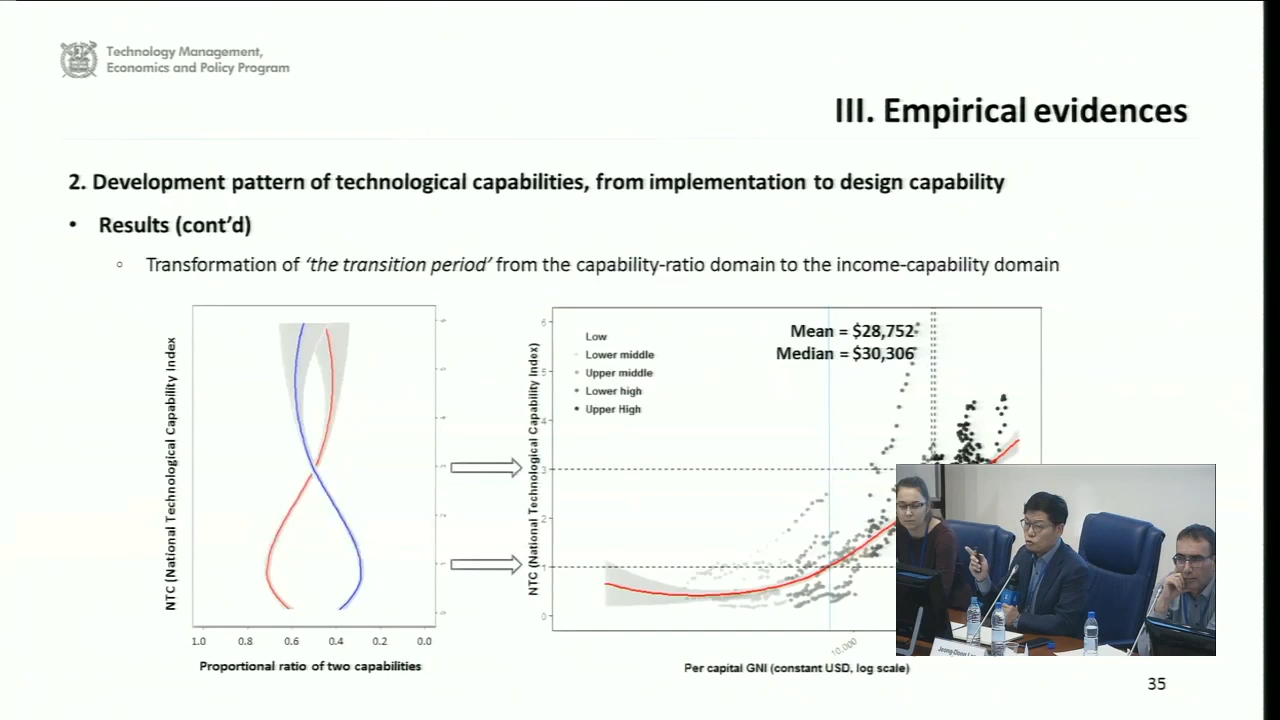 Technology Management,
Economics and Policy Program
III. Empirical evidences
2. Development pattern of technological capabilities, from implementation to design capability
• Results (cont'd)
○ Transformation of 'the transition period' from the capability-ratio domain to the income-capability domain
NTC (National Technological Capability Index)
1.0 0.8 0.6 0.4 0.2 0.0
Proportional ratio of two capabilities
NTC (National Technological Capability Index)
6
5
4
3
2
1
0
Low
Lower middle
Upper middle
Lower high
Upper High
Mean = $28,752
Median = $30,306
10,000
Per capital GNI (constant USD, log scale)
Jeong-Dong
35